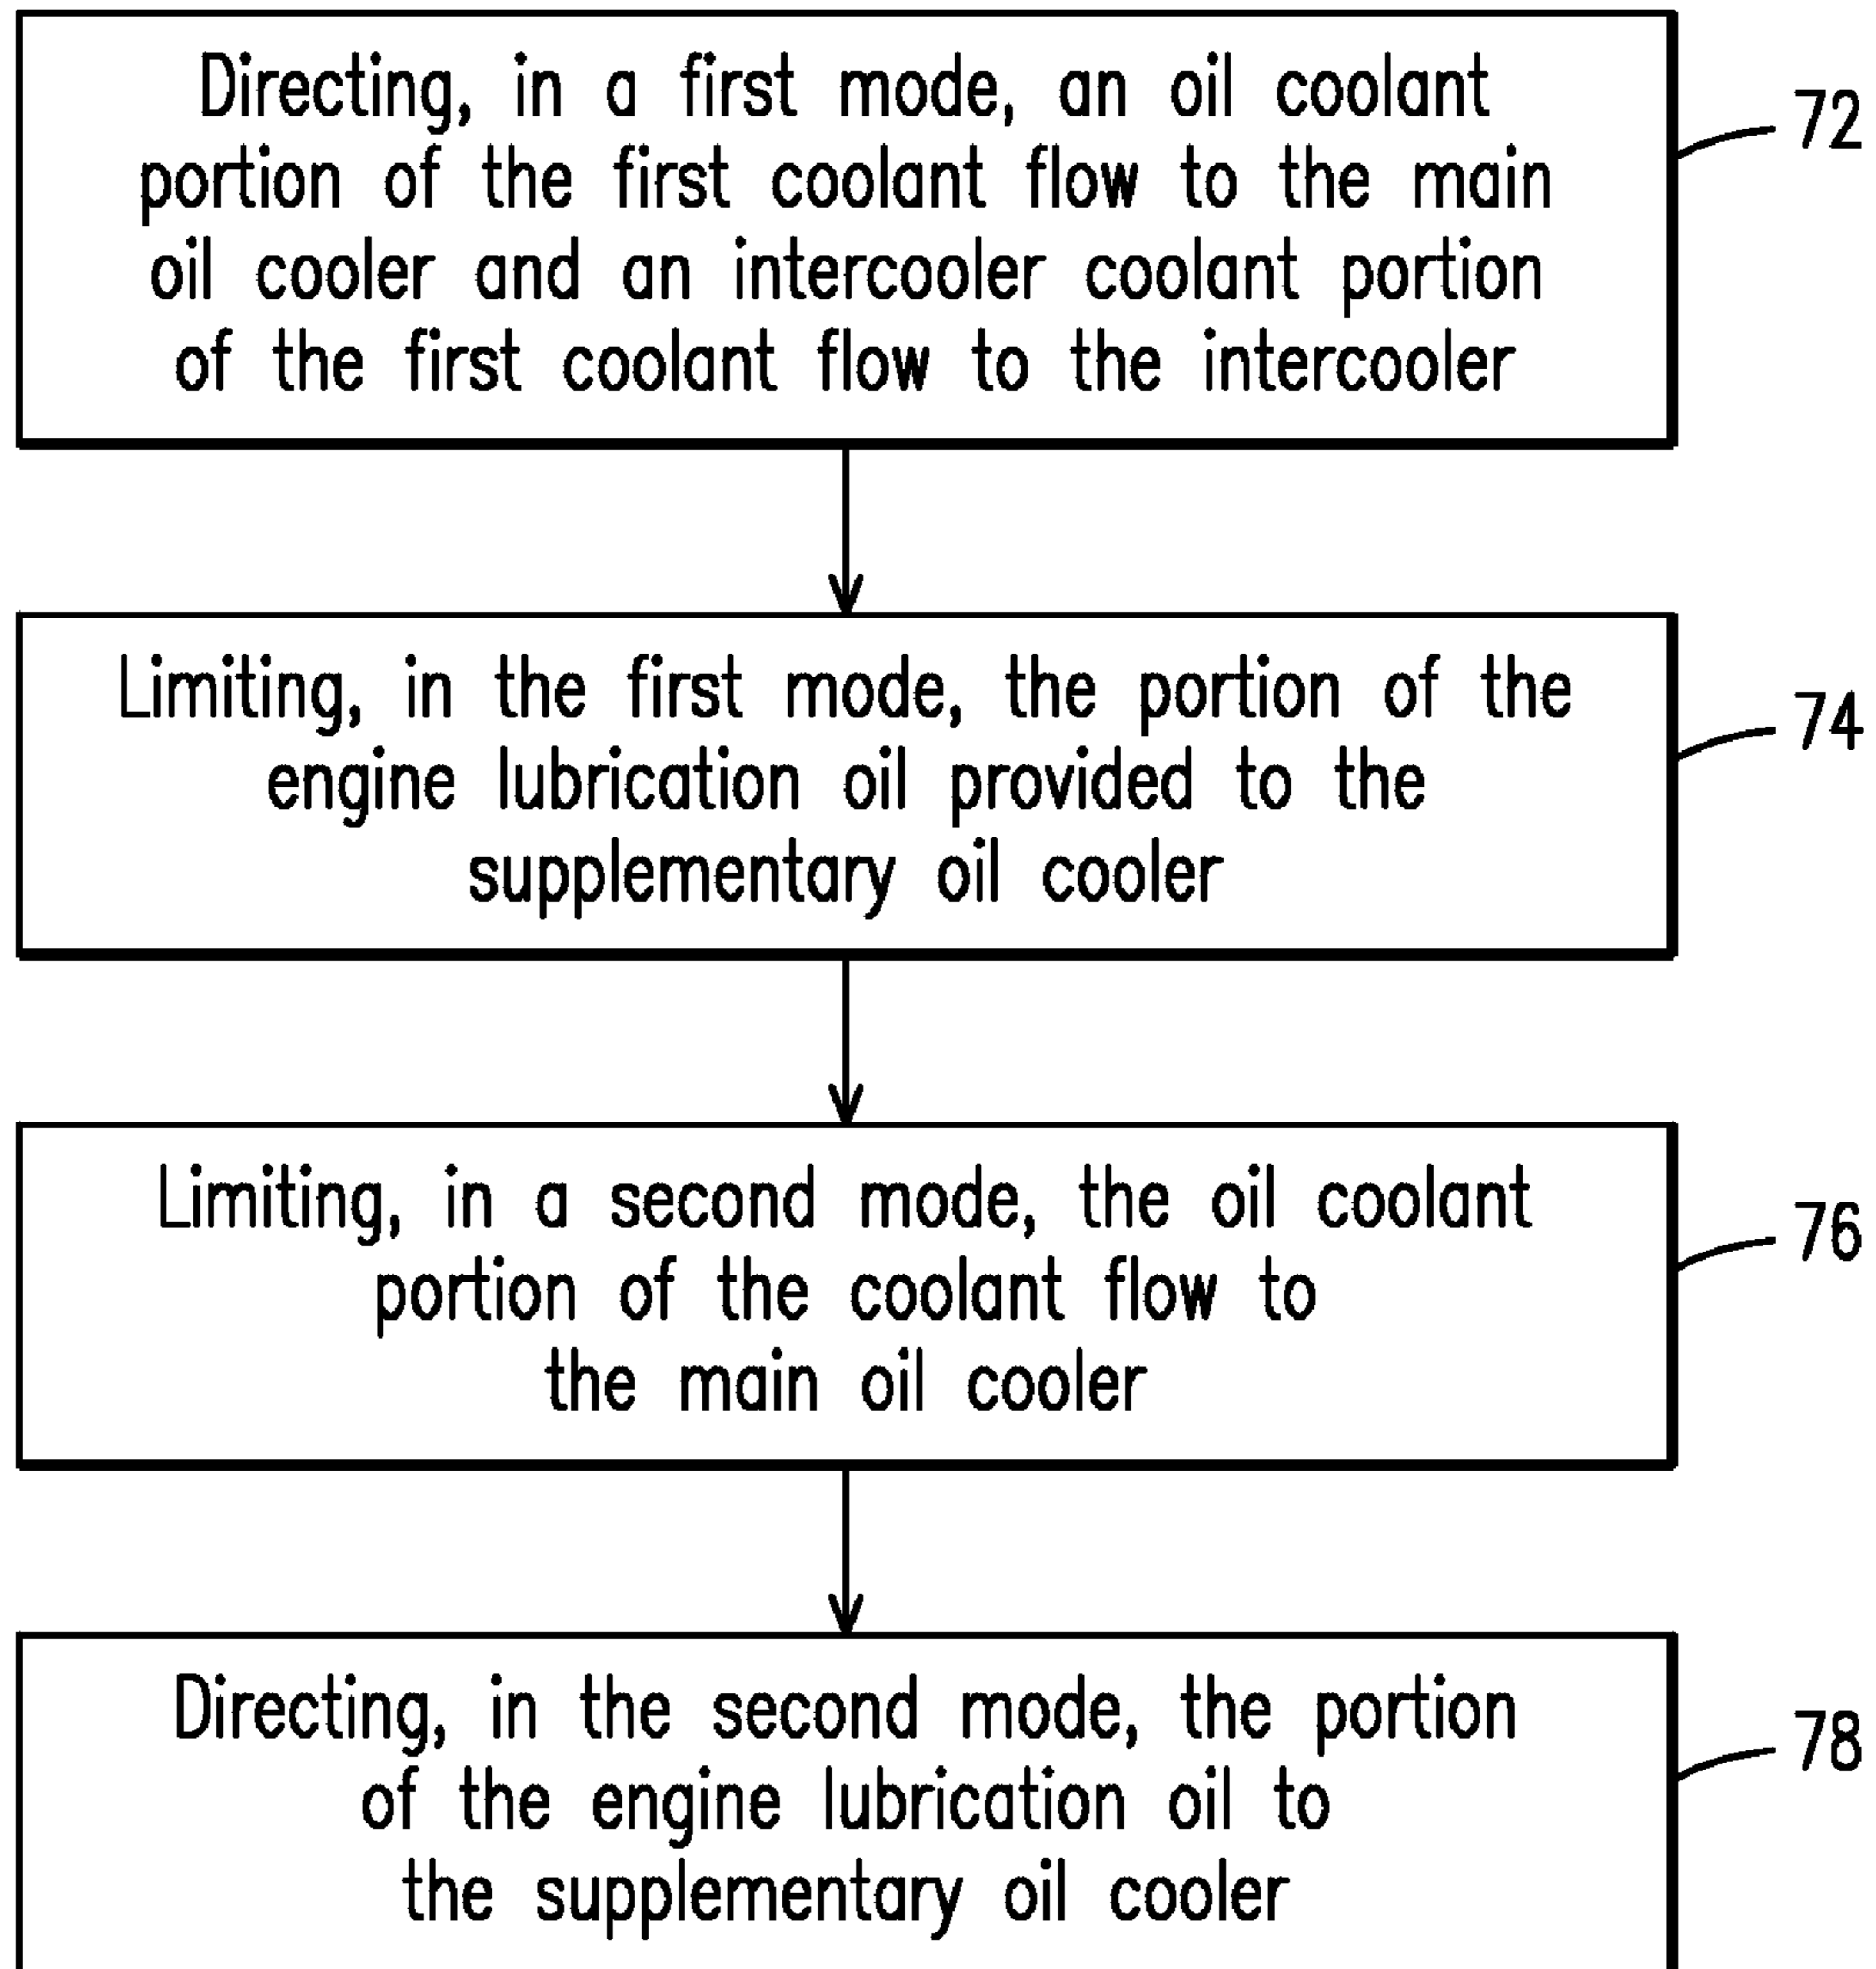 Directing, in a first mode, an oil coolant
portion of the first coolant flow to the main
oil cooler and an intercooler coolant portion
of the first coolant flow to the intercooler
72
Limiting, in the first mode, the portion of the
engine lubrication oil provided to the
supplementary oil cooler
74
Limiting, in a second mode, the oil coolant
portion of the coolant flow to
the main oil cooler
76
Directing, in the second mode, the portion
of the engine lubrication oil to
the supplementary oil cooler
78